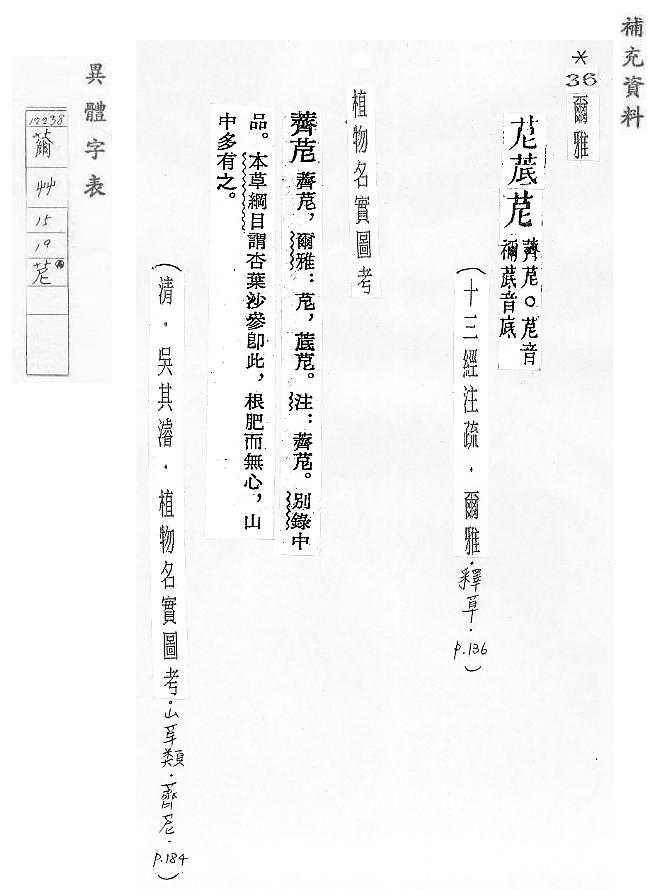 補充資料
*
36
爾雅
苨菧苨
薺苨。苨音
禰菧音底
(十三經注疏.爾雅.釋草.
p.136)
植物名實圖考
薺苨 薺苨,爾雅:苨,菧苨。注:薺苨。別錄中
品。本草綱目謂杏葉沙參即此,根肥而無心,山
中多有之。
(清.吳其濬.植物名實圖考.山草類.薺苨.
p.184)
異體字表
12238
艸
15
19
苨